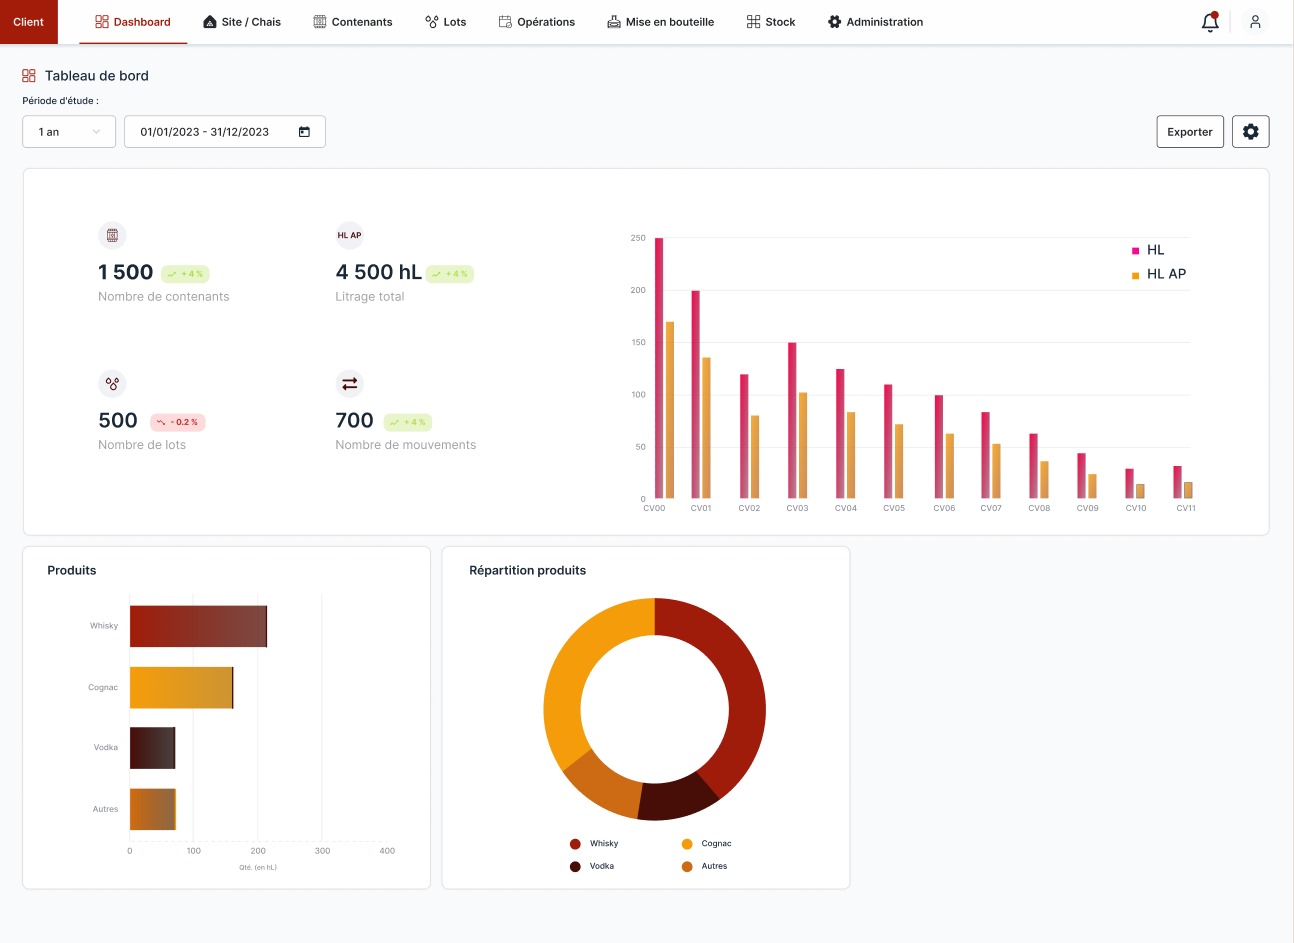 Client
Dashboard
Site / Chais
Contenants
Lots
Opérations
Mise en bouteille
Stock
Administration
Tableau de bord
Période d'étude :
1 an
01/01/2023 - 31/12/2023
Exporter
1 500
+ 4 %
Nombre de contenants
HL AP
4 500 hL
+ 4 %
Litrage total
500
- 0.2 %
Nombre de lots
700
+ 4 %
Nombre de mouvements
HL
HL AP
250
200
150
100
50
0
CV00 CV01 CV02 CV03 CV04 CV05 CV06 CV07 CV08 CV09 CV10 CV11
Produits
Whisky
Cognac
Vodka
Autres
0 100 200 300 400
Qté. (en hL)
Répartition produits
Whisky
Cognac
Vodka
Autres